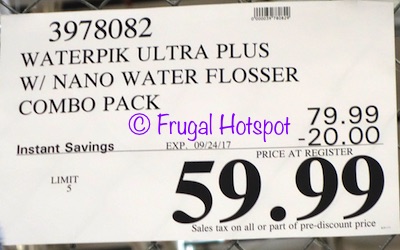 3978082
WATERPIK ULTRA PLUS
W/ NANO WATER FLOSSER
COMBO PACK
© Frugal Hotspot
79.99
Instant Savings EXP. 09/24/17 -20.00
PRICE AT REGISTER
LIMIT
5
59.99
Sales tax on all or part of pre-discount price